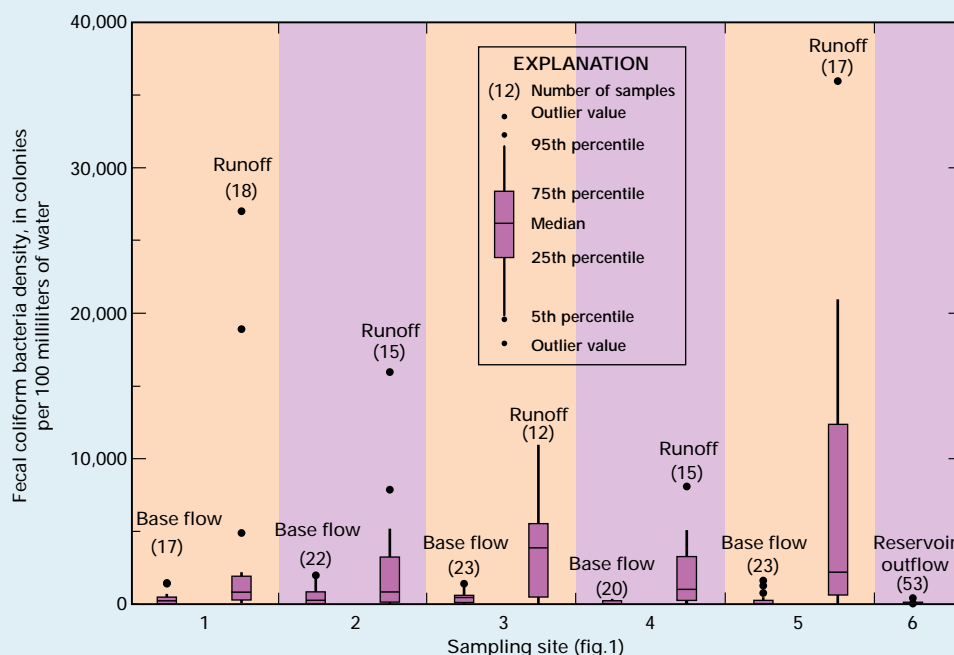 Fecal coliform bacteria density, in colonies
per 100 milliliters of water
40,000
30,000
20,000
10,000
0
EXPLANATION
(12) Number of samples
Outlier value
95th percentile
75th percentile
Median
25th percentile
5th percentile
Outlier value
Base flow
(17)
Runoff
(18)
Base flow
(22)
Runoff
(15)
Base flow
(23)
Runoff
(12)
Base flow
(20)
Runoff
(15)
Base flow
(23)
Runoff
(17)
Reservoir
outflow
(53)
1 2 3 4 5 6
Sampling site (fig.1)